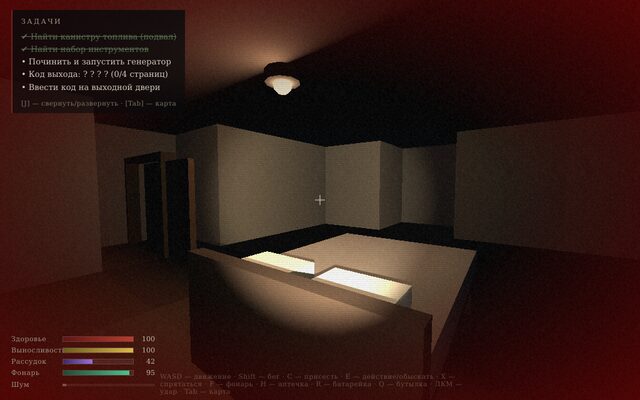 ЗАДАЧИ
✔ Найти канистру топлива (подвал)
✔ Найти набор инструментов
• Починить и запустить генератор
• Код выхода: ? ? ? ? (0/4 страниц)
• Ввести код на выходной двери
[J] — свернуть/развернуть · [Tab] — карта
Здоровье 100
Выносливост 100
Рассудок 42
Фонарь 95
Шум
WASD — движение · Shift — бег · C — присесть · E — действие/обыскать · X —
спрятаться · F — фонарь · H — аптечка · R — батарейка · Q — бутылка · ЛКМ —
удар · Tab — карта